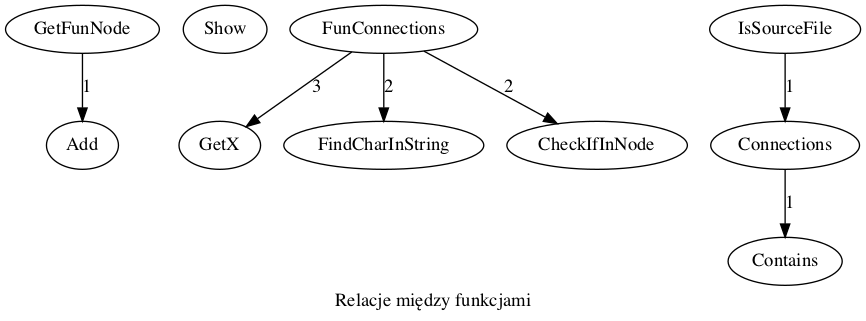 GetFunNode
Show
FunConnections
IsSourceFile
1
3
2
2
1
Add
GetX
FindCharInString
CheckIfInNode
Connections
1
Contains
Relacje między funkcjami